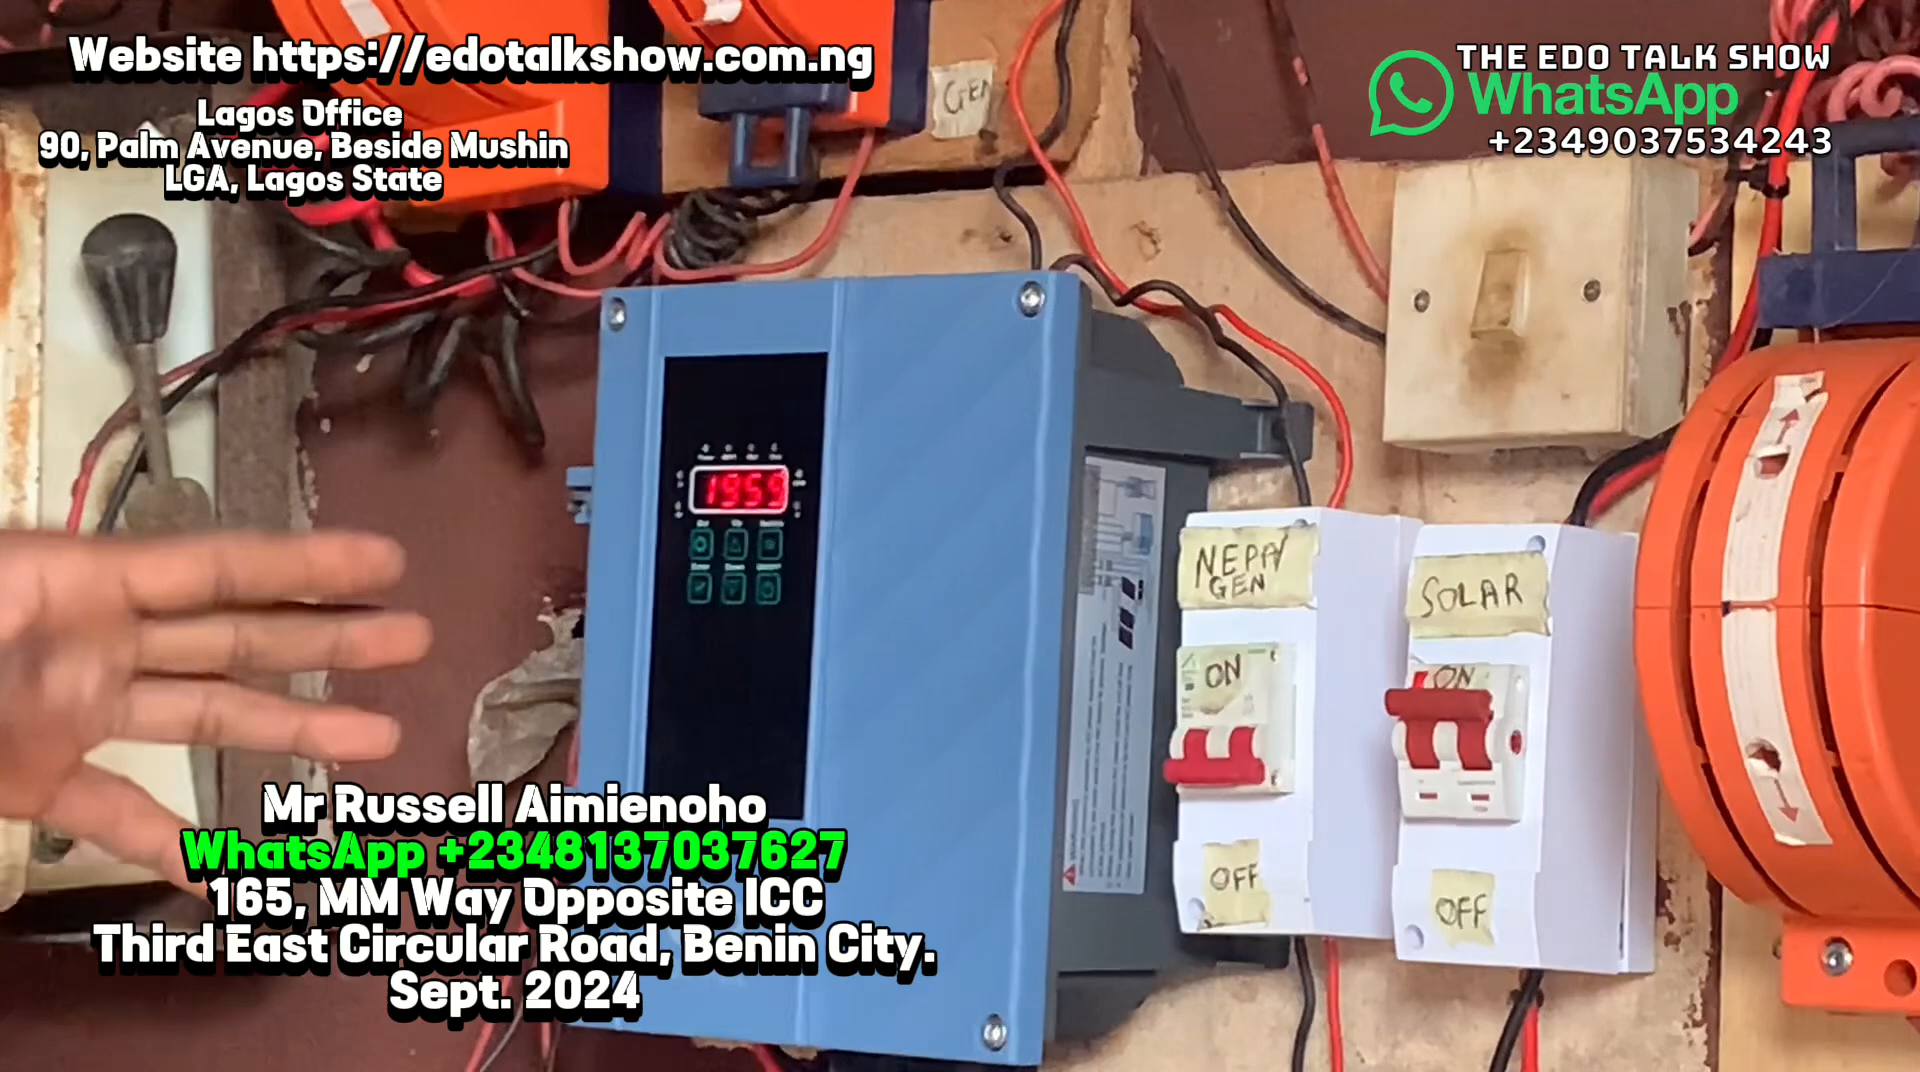 Website https://edotalkshow.com.ng
Lagos Office
90, Palm Avenue, Beside Mushin
LGA, Lagos State
THE EDO TALK SHOW
WhatsApp
+2349037534243
GEN
1959
NEPA/
GEN
ON
OFF
SOLAR
ON
OFF
Mr Russell Aimienoho
WhatsApp +2348137037627
165, MM Way Opposite ICC
Third East Circular Road, Benin City.
Sept. 2024